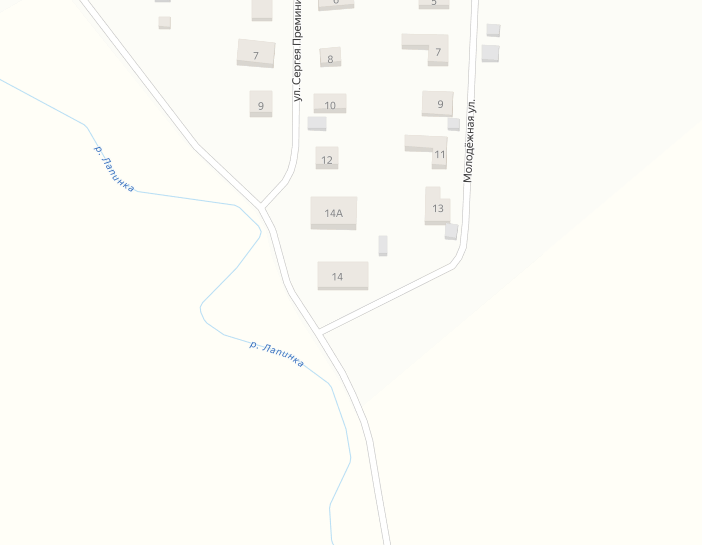 6
5
ул. Сергея Премини
7
8
7
9
10
9
Молодёжная ул.
12
11
р. Лапинка
14А
13
14
р. Лапинка